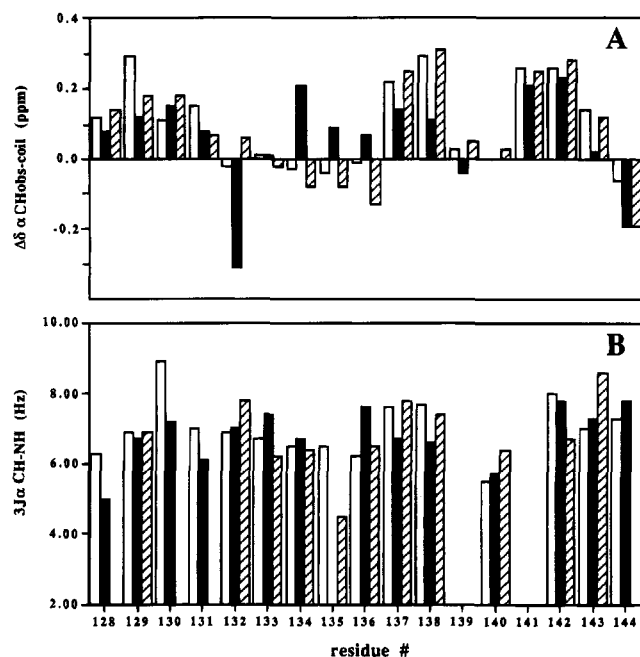 A
0.4
0.2
0.0
-0.2
Δδ αCHobs-coil (ppm)
B
10.00
8.00
6.00
4.00
2.00
3Jα CH-NH (Hz)
128 129 130 131 132 133 134 135 136 137 138 139 140 141 142 143 144
residue #